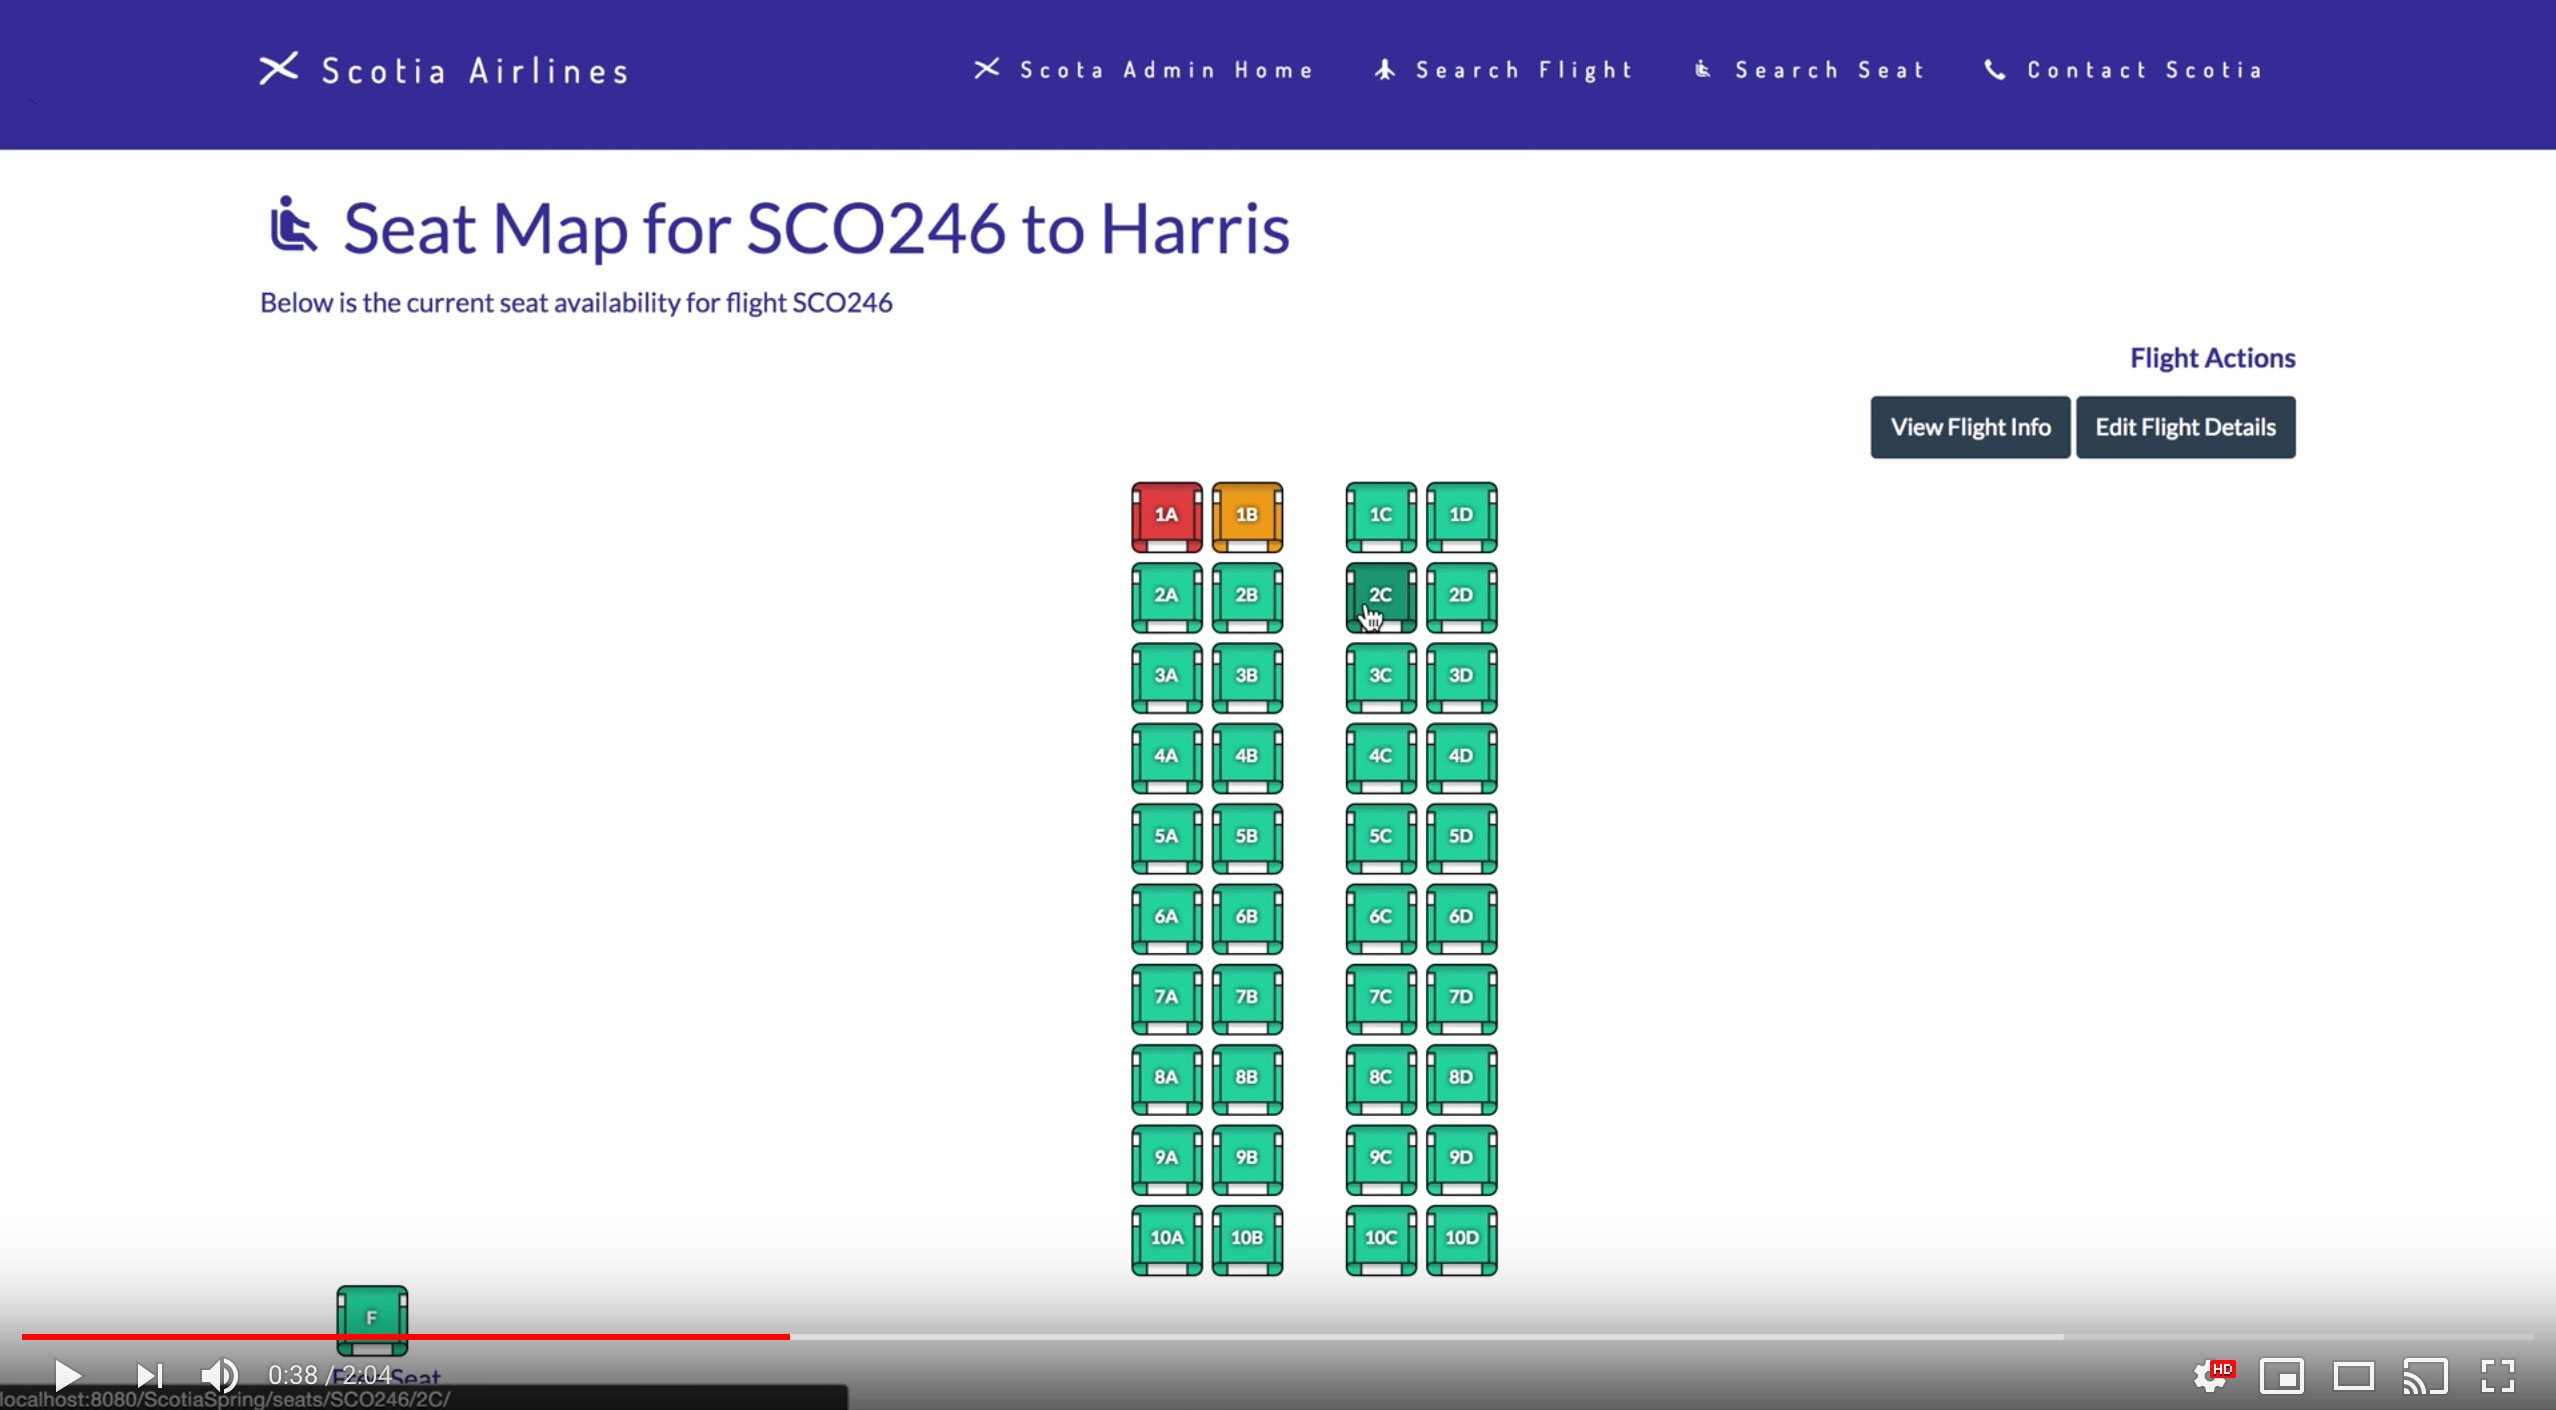 Scotia Airlines
Scota Admin Home
Search Flight
Search Seat
Contact Scotia
Seat Map for SCO246 to Harris
Below is the current seat availability for flight SCO246
Flight Actions
View Flight Info
Edit Flight Details
1A 1B 1C 1D
2A 2B 2C 2D
3A 3B 3C 3D
4A 4B 4C 4D
5A 5B 5C 5D
6A 6B 6C 6D
7A 7B 7C 7D
8A 8B 8C 8D
9A 9B 9C 9D
10A 10B 10C 10D
F
Free Seat
0:38 / 2:04
HD
localhost:8080/ScotiaSpring/seats/SCO246/2C/